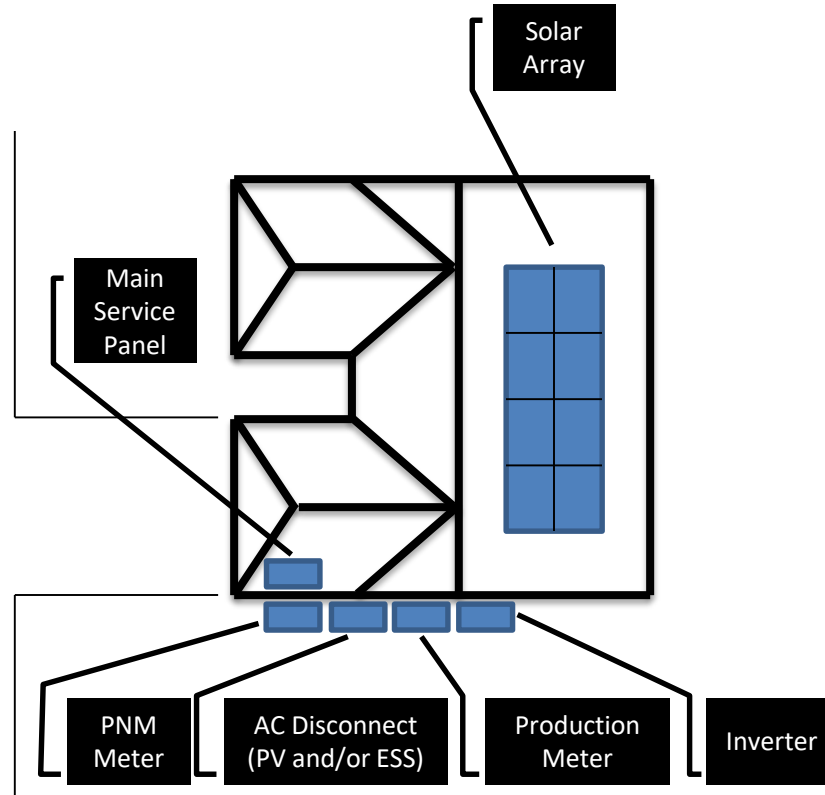 Solar
Array
Main
Service
Panel
PNM
Meter
AC Disconnect
(PV and/or ESS)
Production
Meter
Inverter